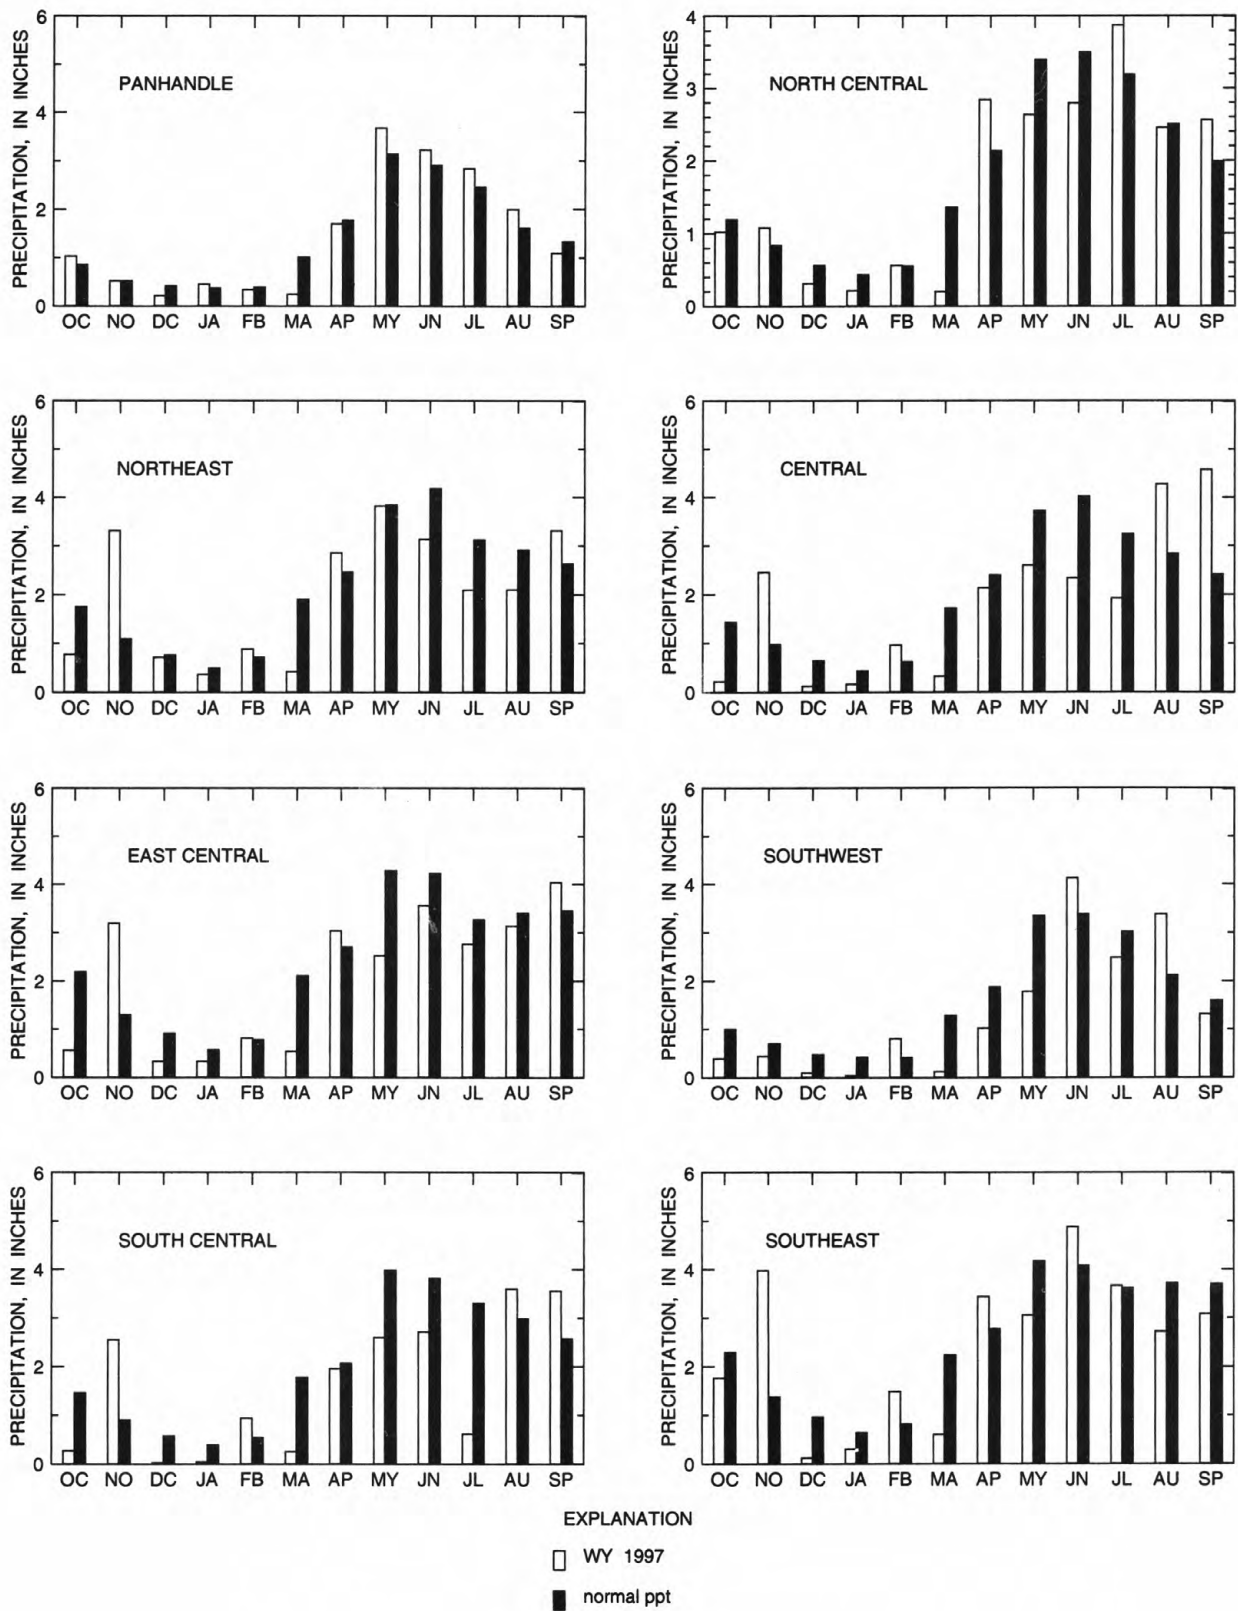 PRECIPITATION, IN INCHES
6
4
2
0
PANHANDLE
OC NO DC JA FB MA AP MY JN JL AU SP
PRECIPITATION, IN INCHES
4
3
2
1
0
NORTH CENTRAL
OC NO DC JA FB MA AP MY JN JL AU SP
PRECIPITATION, IN INCHES
6
4
2
0
NORTHEAST
OC NO DC JA FB MA AP MY JN JL AU SP
PRECIPITATION, IN INCHES
6
4
2
0
CENTRAL
OC NO DC JA FB MA AP MY JN JL AU SP
PRECIPITATION, IN INCHES
6
4
2
0
EAST CENTRAL
OC NO DC JA FB MA AP MY JN JL AU SP
PRECIPITATION, IN INCHES
6
4
2
0
SOUTHWEST
OC NO DC JA FB MA AP MY JN JL AU SP
PRECIPITATION, IN INCHES
6
4
2
0
SOUTH CENTRAL
OC NO DC JA FB MA AP MY JN JL AU SP
PRECIPITATION, IN INCHES
6
4
2
0
SOUTHEAST
OC NO DC JA FB MA AP MY JN JL AU SP
EXPLANATION
WY 1997
normal ppt